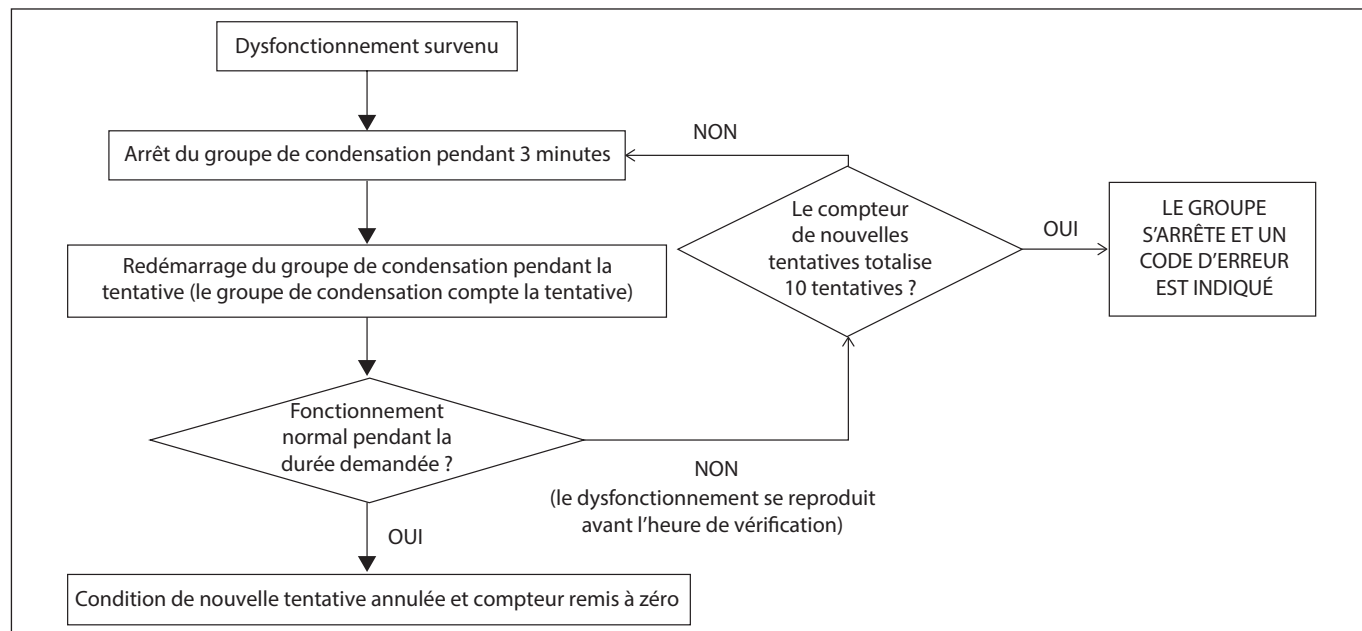 Dysfonctionnement survenu
Arrêt du groupe de condensation pendant 3 minutes
Redémarrage du groupe de condensation pendant la
tentative (le groupe de condensation compte la tentative)
Fonctionnement
normal pendant la
durée demandée ?
OUI
Condition de nouvelle tentative annulée et compteur remis à zéro
NON
(le dysfonctionnement se reproduit
avant l'heure de vérification)
Le compteur
de nouvelles
tentatives totalise
10 tentatives ?
NON
OUI
LE GROUPE
S'ARRÊTE ET UN
CODE D'ERREUR
EST INDIQUÉ